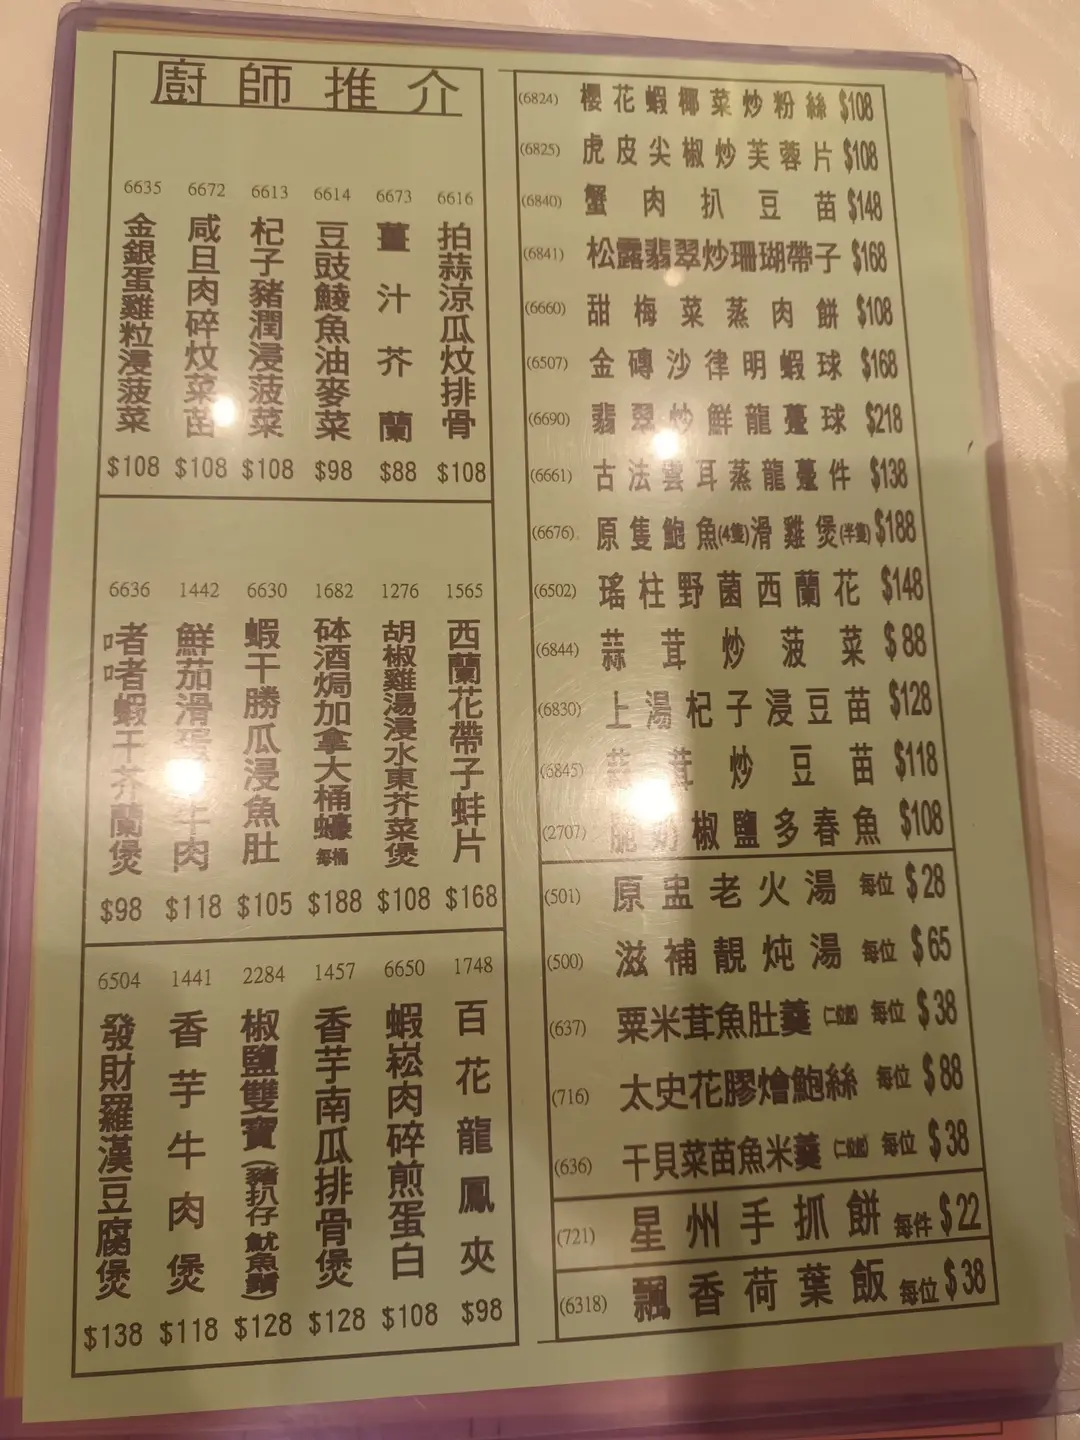 廚師推介
6635
金銀蛋雞粒浸菠菜
$108
6672
咸旦肉碎炆菜苗
$108
6613
杞子豬潤浸菠菜
$108
6614
豆豉鯪魚油麥菜
$98
6673
薑汁芥蘭
$88
6616
拍蒜涼瓜炆排骨
$108
6636
啫啫蝦干芥蘭煲
$98
1442
鮮茄滑蛋牛肉
$118
6630
蝦干勝瓜浸魚肚
$105
1682
砵酒焗加拿大桶蠔 每桶
$188
1276
胡椒雞湯浸水東芥菜煲
$108
1565
西蘭花帶子蚌片
$168
6504
發財羅漢豆腐煲
$138
1441
香芋牛肉煲
$118
2284
椒鹽雙寶(豬扒仔魷魚鬚)
$128
1457
香芋南瓜排骨煲
$128
6650
蝦崧肉碎煎蛋白
$108
1748
百花龍鳳夾
$98
(6824) 櫻花蝦椰菜炒粉絲 $108
(6825) 虎皮尖椒炒芙蓉片 $108
(6840) 蟹肉扒豆苗 $148
(6841) 松露翡翠炒珊瑚帶子 $168
(6660) 甜梅菜蒸肉餅 $108
(6507) 金磚沙律明蝦球 $168
(6690) 翡翠炒鮮龍躉球 $218
(6661) 古法雲耳蒸龍躉件 $138
(6676) 原隻鮑魚(4隻)滑雞煲(半隻) $188
(6502) 瑤柱野菌西蘭花 $148
(6844) 蒜茸炒菠菜 $88
(6830) 上湯杞子浸豆苗 $128
(6845) 蒜茸炒豆苗 $118
(2707) 脆奶椒鹽多春魚 $108
(501) 原盅老火湯 每位 $28
(500) 滋補靚炖湯 每位 $65
(637) 粟米茸魚肚羹 每位 $38
(716) 太史花膠燴鮑絲 每位 $88
(636) 干貝菜苗魚米羹 每位 $38
(721) 星州手抓餅 每件 $22
(6318) 飄香荷葉飯 每位 $38